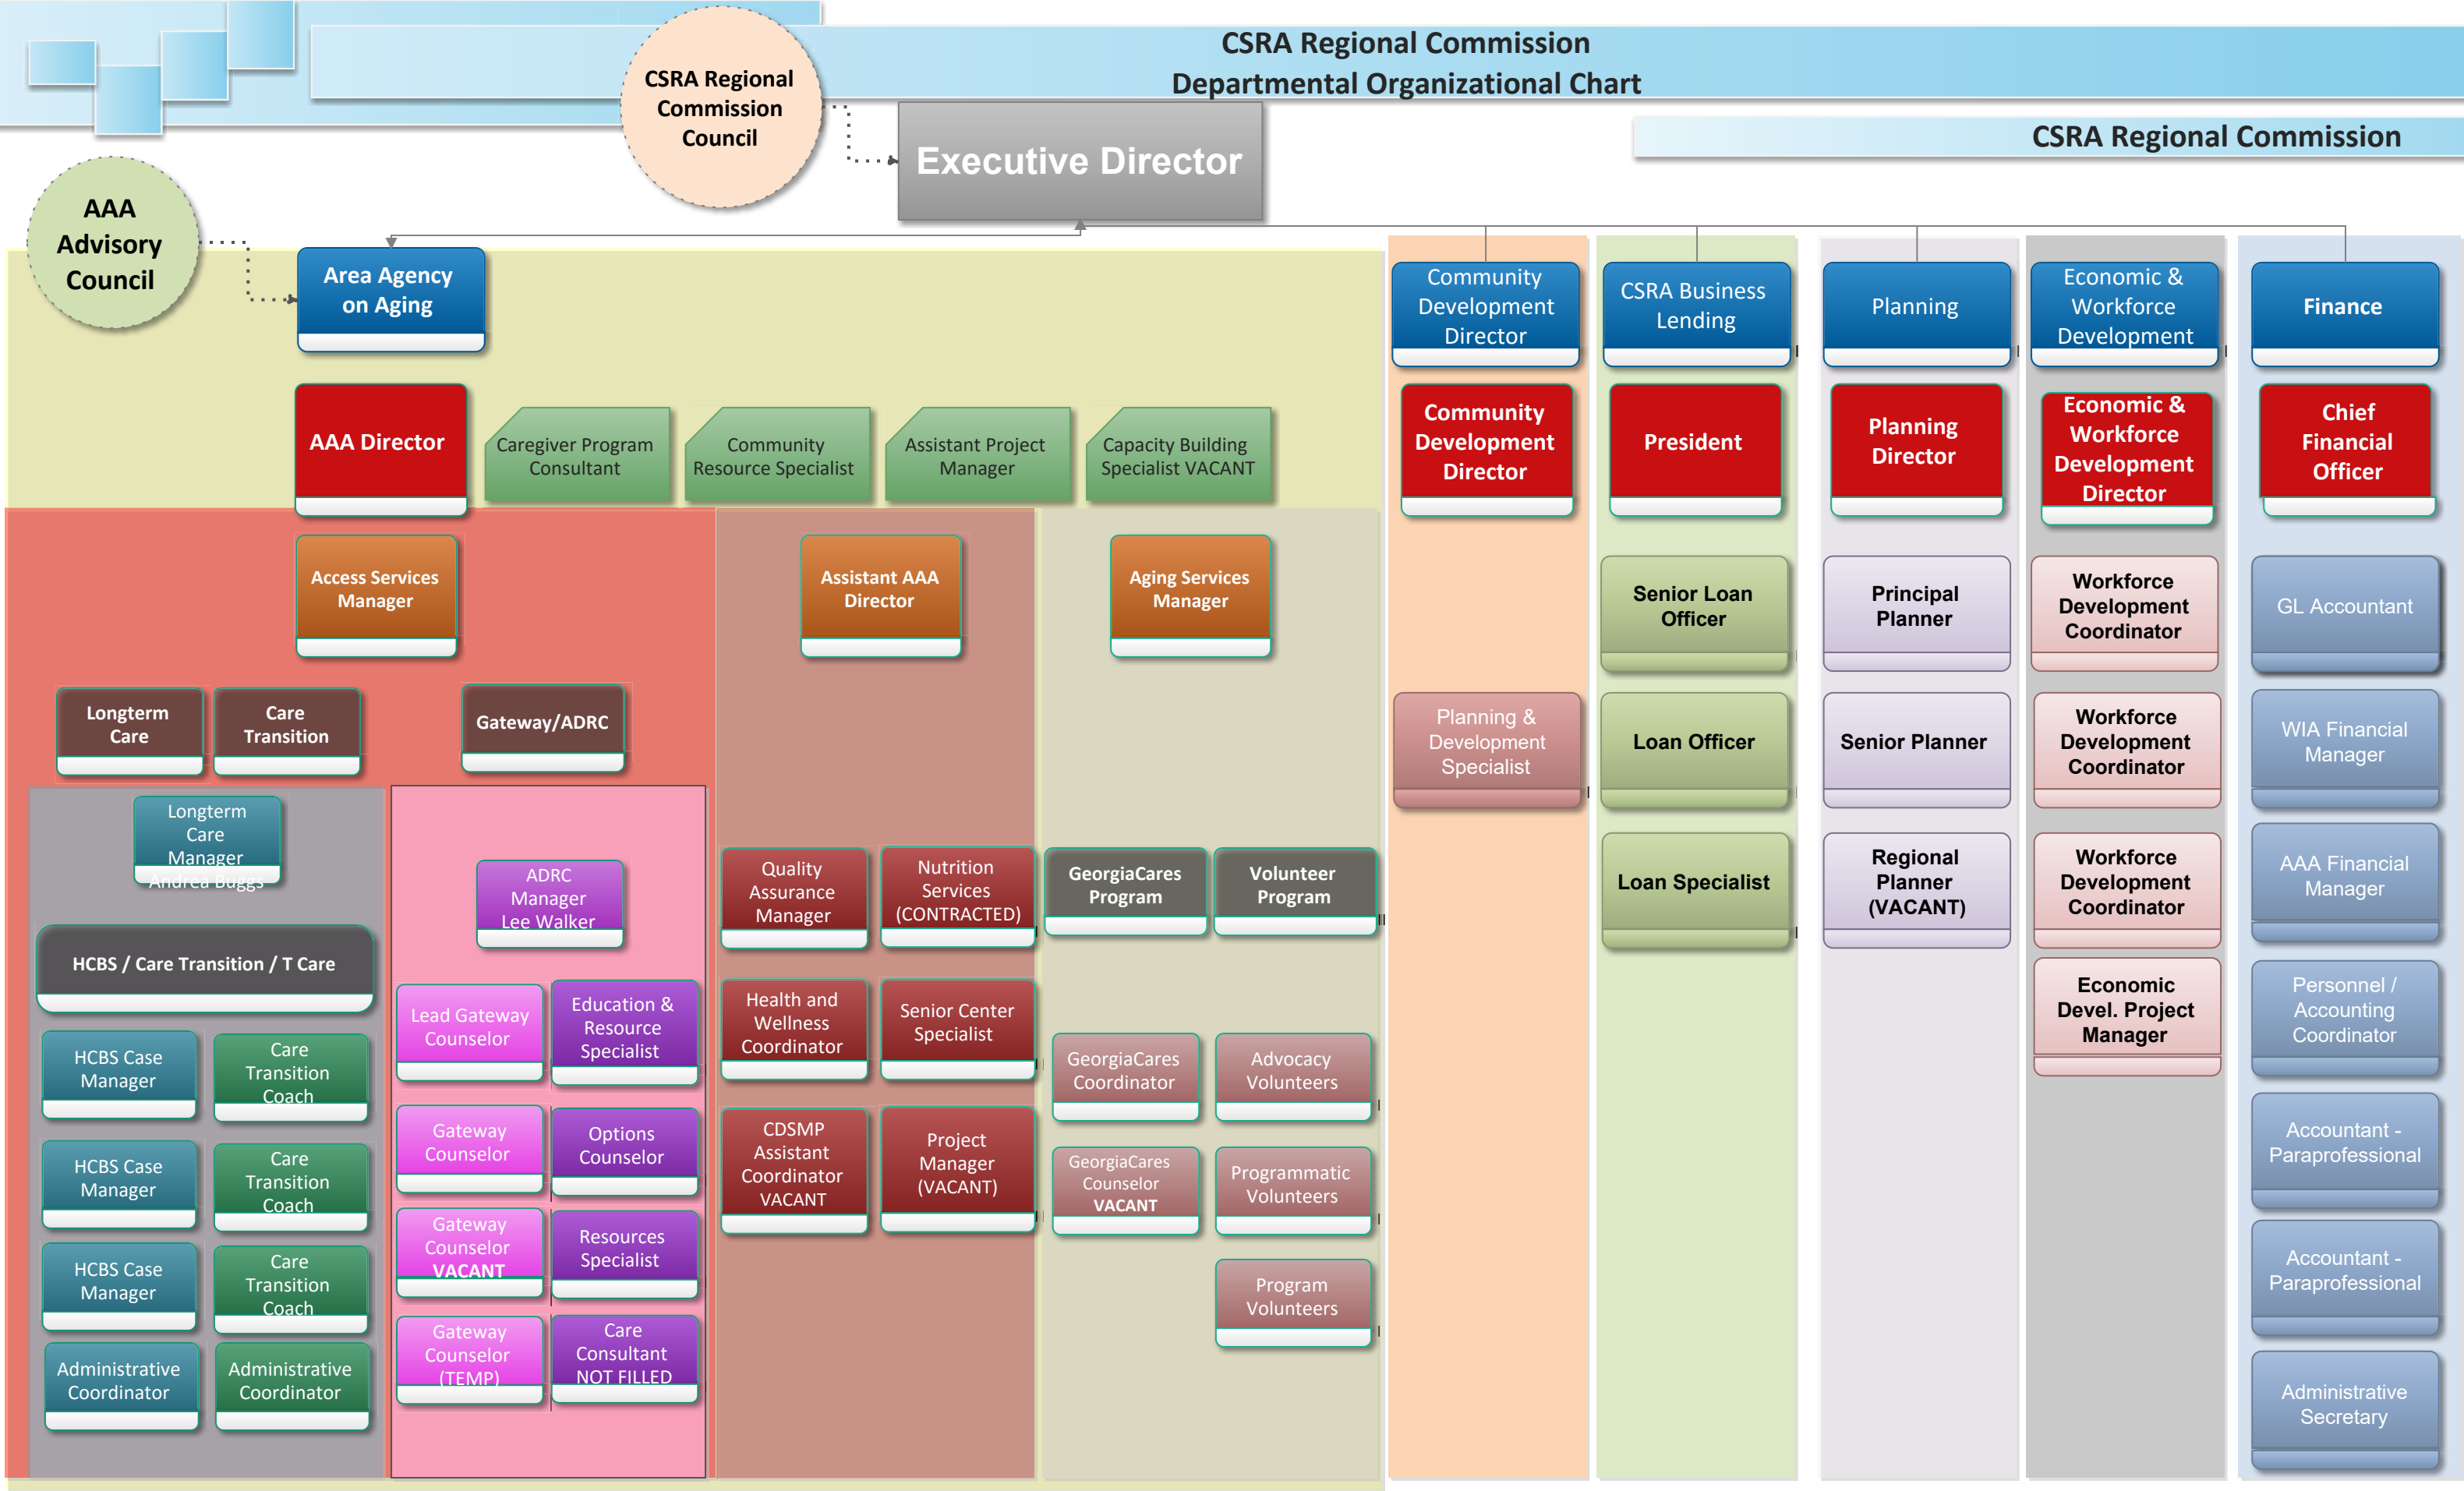 CSRA Regional Commission
Departmental Organizational Chart
CSRA Regional Commission
CSRA Regional
Commission
Council
Executive Director
AAA
Advisory
Council
Area Agency
on Aging
Community
Development
Director
CSRA Business
Lending
Planning
Economic &
Workforce
Development
Finance
AAA Director
Caregiver Program
Consultant
Community
Resource Specialist
Assistant Project
Manager
Capacity Building
Specialist VACANT
Community
Development
Director
President
Planning
Director
Economic &
Workforce
Development
Director
Chief
Financial
Officer
Access Services
Manager
Assistant AAA
Director
Aging Services
Manager
Senior Loan
Officer
Principal
Planner
Workforce
Development
Coordinator
GL Accountant
Longterm
Care
Care
Transition
Gateway/ADRC
Planning &
Development
Specialist
Loan Officer
Senior Planner
Workforce
Development
Coordinator
WIA Financial
Manager
Longterm
Care
Manager
Andrea Buggs
ADRC
Manager
Lee Walker
Quality
Assurance
Manager
Nutrition
Services
(CONTRACTED)
GeorgiaCares
Program
Volunteer
Program
Loan Specialist
Regional
Planner
(VACANT)
Workforce
Development
Coordinator
AAA Financial
Manager
HCBS / Care Transition / T Care
Lead Gateway
Counselor
Education &
Resource
Specialist
Health and
Wellness
Coordinator
Senior Center
Specialist
Economic
Devel. Project
Manager
Personnel /
Accounting
Coordinator
HCBS Case
Manager
Care
Transition
Coach
GeorgiaCares
Coordinator
Advocacy
Volunteers
Gateway
Counselor
Options
Counselor
CDSMP
Assistant
Coordinator
VACANT
Project
Manager
(VACANT)
Accountant -
Paraprofessional
HCBS Case
Manager
Care
Transition
Coach
GeorgiaCares
Counselor
VACANT
Programmatic
Volunteers
Gateway
Counselor
VACANT
Resources
Specialist
HCBS Case
Manager
Care
Transition
Coach
Program
Volunteers
Accountant -
Paraprofessional
Gateway
Counselor
(TEMP)
Care
Consultant
NOT FILLED
Administrative
Coordinator
Administrative
Coordinator
Administrative
Secretary